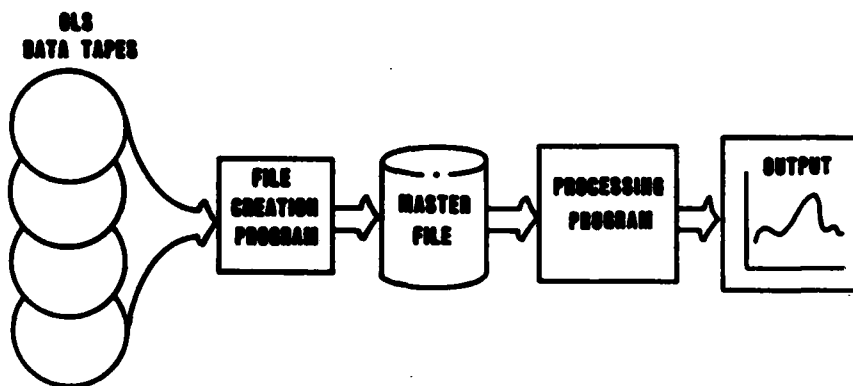 OLS
DATA TAPES
FILE
CREATION
PROGRAM
MASTER
FILE
PROCESSING
PROGRAM
OUTPUT